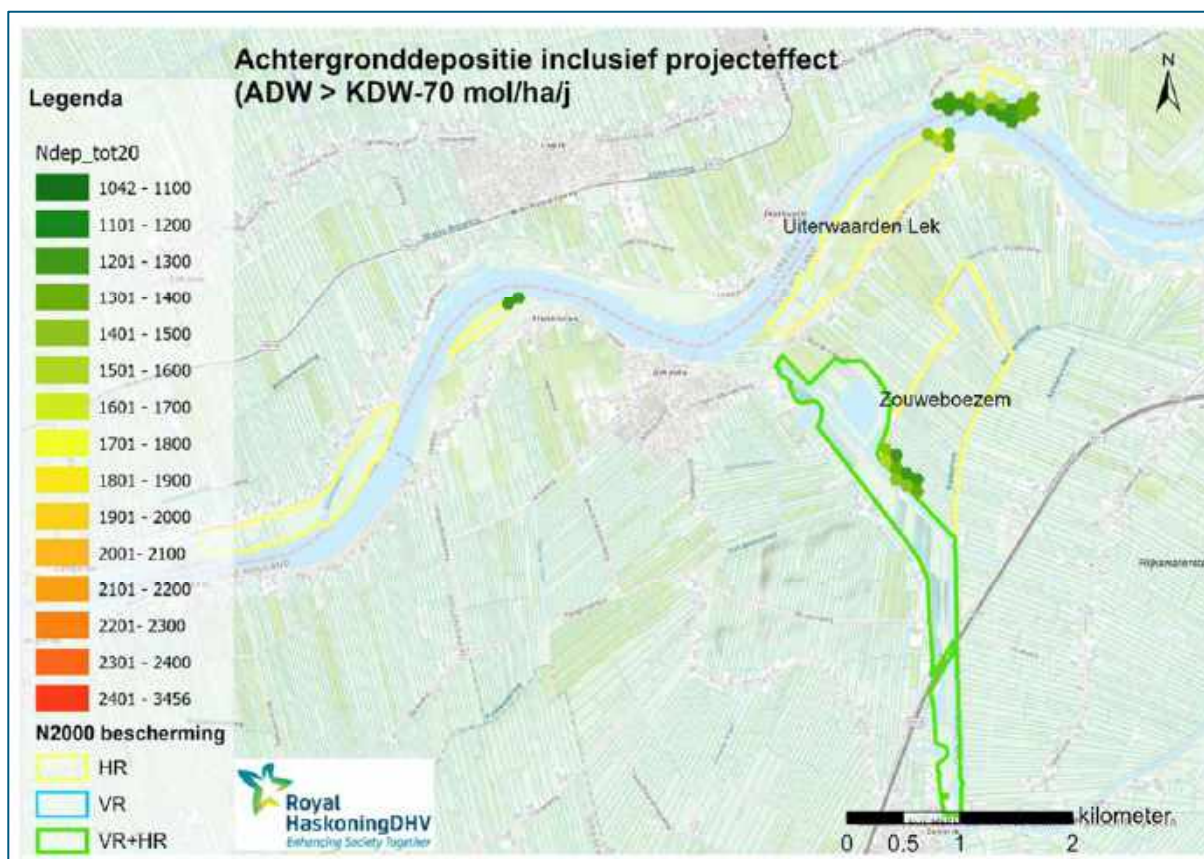 Achtergronddepositie inclusief projecteffect
(ADW > KDW-70 mol/ha/j
Legenda
Ndep_tot20
1042 - 1100
1101 - 1200
1201 - 1300
1301 - 1400
1401 - 1500
1501 - 1600
1601 - 1700
1701 - 1800
1801 - 1900
1901 - 2000
2001- 2100
2101 - 2200
2201- 2300
2301 - 2400
2401 - 3456
N2000 bescherming
HR
VR
VR+HR
N
Uiterwaarden Lek
Zouweboezem
Royal
HaskoningDHV
Enhancing Society Together
kilometer
0 0.5 1 2